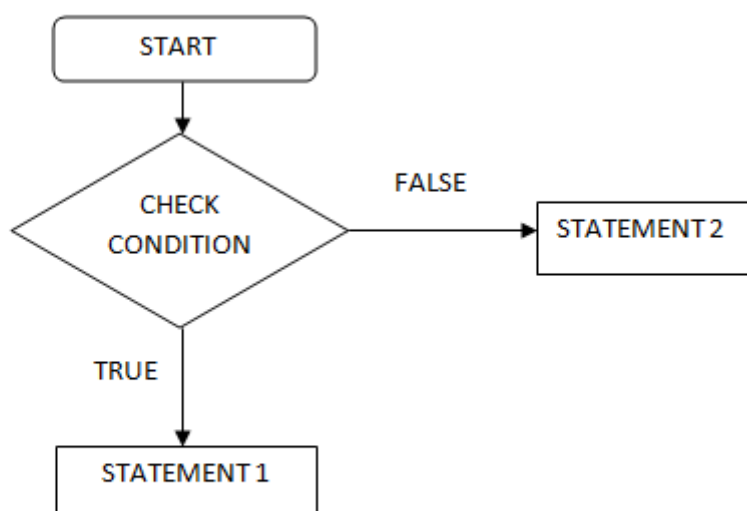 START
CHECK
CONDITION
FALSE
STATEMENT 2
TRUE
STATEMENT 1